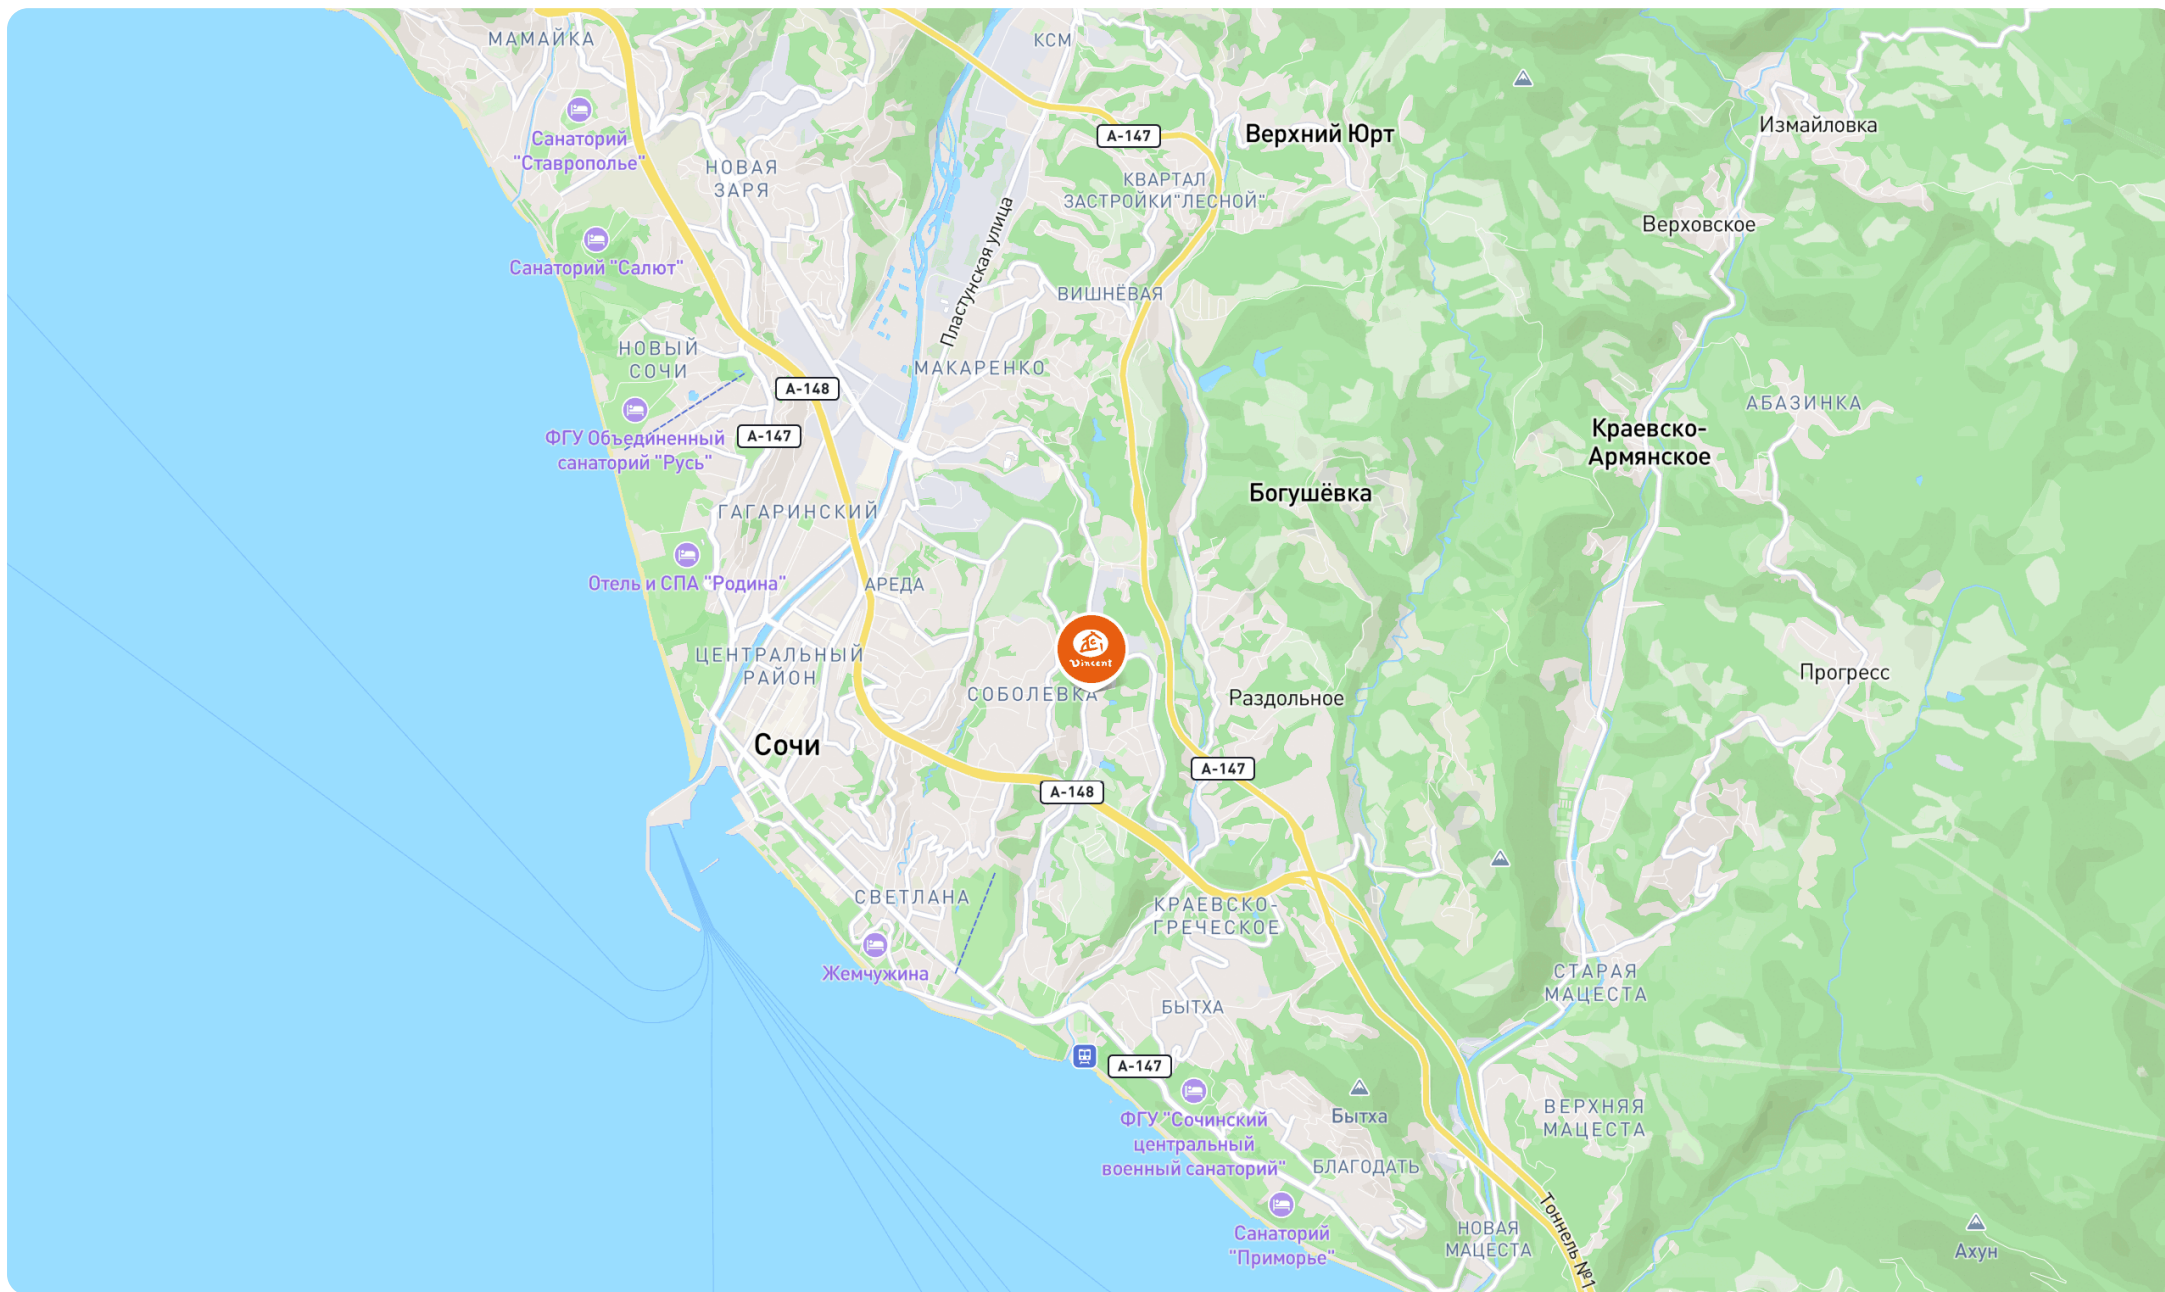 МАМАЙКА
КСМ
Санаторий
"Ставрополье"
А-147
Верхний Юрт
Измайловка
НОВАЯ
ЗАРЯ
КВАРТАЛ
ЗАСТРОЙКИ"ЛЕСНОЙ"
Верховское
Санаторий "Салют"
Пластунская улица
ВИШНЁВАЯ
НОВЫЙ
СОЧИ
МАКАРЕНКО
А-148
АБАЗИНКА
ФГУ Объединенный
санаторий "Русь"
А-147
Краевско-
Армянское
Богушёвка
ГАГАРИНСКИЙ
Отель и СПА "Родина"
АРЕДА
ЦЕНТРАЛЬНЫЙ
РАЙОН
Vincent
СОБОЛЕВКА
Раздольное
Прогресс
Сочи
А-147
А-148
СВЕТЛАНА
КРАЕВСКО-
ГРЕЧЕСКОЕ
Жемчужина
СТАРАЯ
МАЦЕСТА
БЫТХА
А-147
ФГУ "Сочинский
центральный
военный санаторий"
Бытха
ВЕРХНЯЯ
МАЦЕСТА
БЛАГОДАТЬ
Санаторий
"Приморье"
НОВАЯ
МАЦЕСТА
Тоннель №1
Ахун